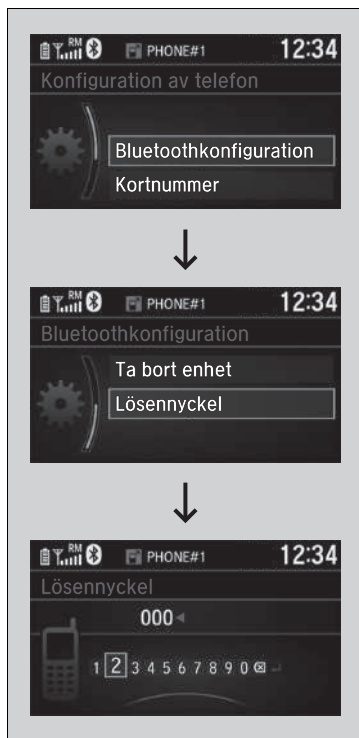 RM PHONE#1 12:34
Konfiguration av telefon
Bluetoothkonfiguration
Kortnummer
RM PHONE#1 12:34
Bluetoothkonfiguration
Ta bort enhet
Lösennyckel
RM PHONE#1 12:34
Lösennyckel
000
1 2 3 4 5 6 7 8 9 0